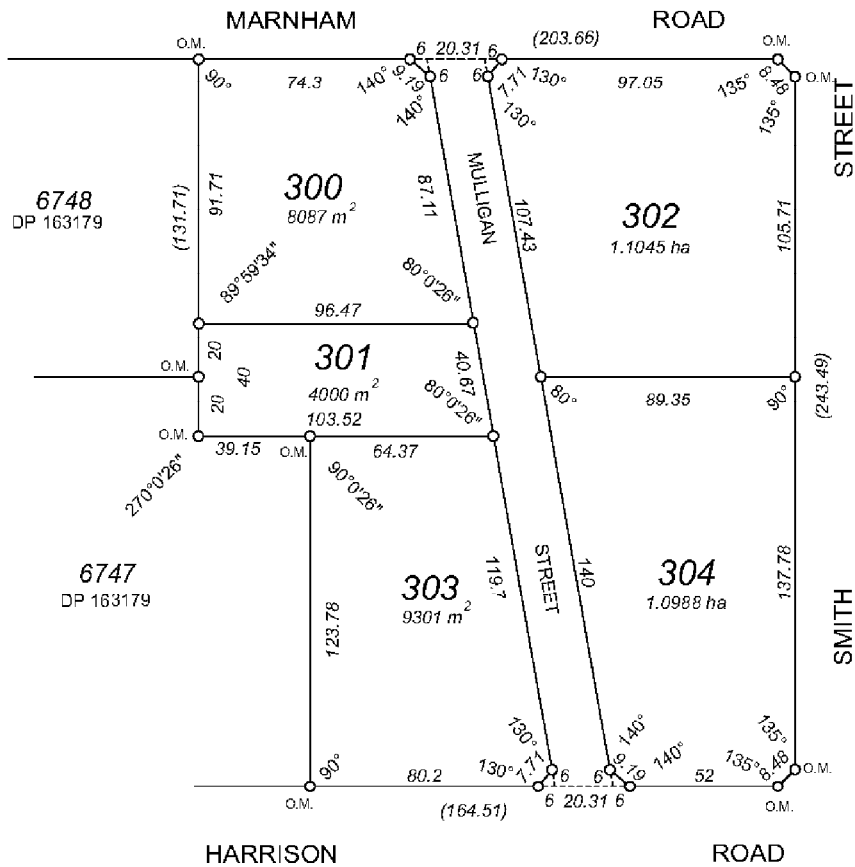 MARNHAM ROAD
O.M. 6 20.31 6 (203.66) O.M.
90° 74.3 140° 9.19 6 6 7.71 130° 97.05 135° 8.48 O.M.
140° 130° 135°
STREET
6748
DP 163179
(131.71)
91.71
300
8087 m²
87.11
MULLIGAN
107.43
302
1.1045 ha
105.71
89°59'34"
80°0'26"
96.47
20
O.M.
20
40
301
4000 m²
103.52
40.67
80°0'26"
80°
89.35
90°
(243.49)
O.M. 39.15 O.M. 64.37
270°0'26"
90°0'26"
6747
DP 163179
123.78
303
9301 m²
119.7
STREET
140
304
1.0988 ha
137.78
SMITH
130° 140° 135°
90° 80.2 130° 7.71 6 6 9.19 140° 52 135° 8.48 O.M.
O.M. (164.51) 6 20.31 6 O.M.
HARRISON ROAD